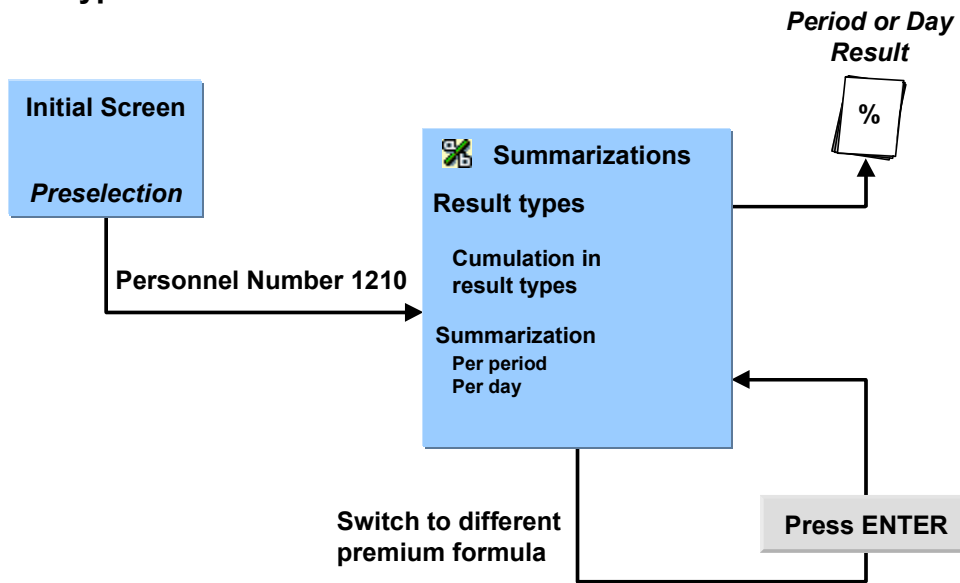 Period or Day
Result
%
Initial Screen
Preselection
Personnel Number 1210
Summarizations
Result types
Cumulation in
result types
Summarization
Per period
Per day
Switch to different
premium formula
Press ENTER